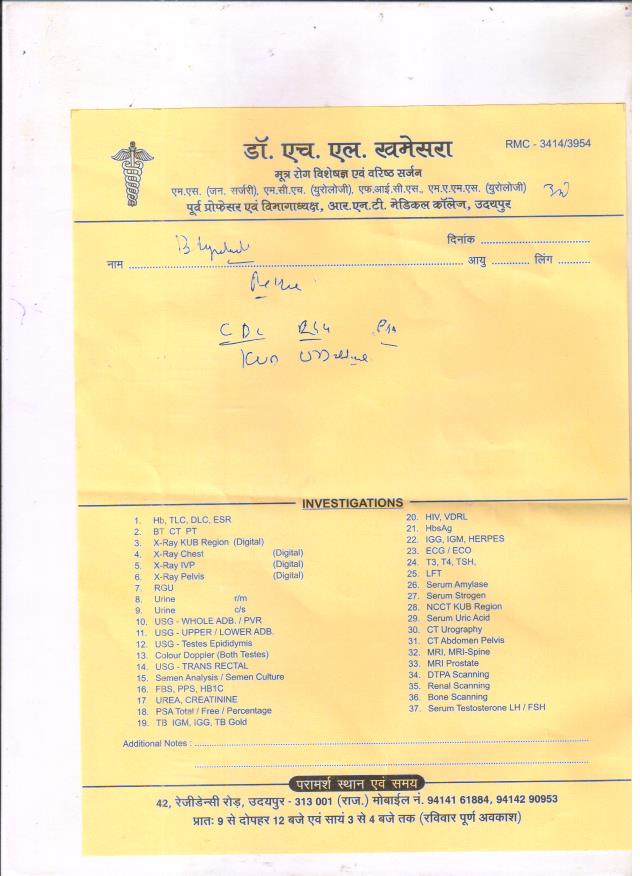 डॉ. एच. एल. खमेसरा
RMC - 3414/3954
मूत्र रोग विशेषज्ञ एवं वरिष्ठ सर्जन
एम.एस. (जन. सर्जरी), एम.सी.एच. (युरोलोजी), एफ.आई.सी.एस., एम.ए.एम.एस. (युरोलोजी)
पूर्व प्रोफेसर एवं विभागाध्यक्ष, आर.एन.टी. मेडिकल कॉलेज, उदयपुर
दिनांक
नाम आयु लिंग
INVESTIGATIONS
1. Hb, TLC, DLC, ESR
2. BT CT PT
3. X-Ray KUB Region (Digital)
4. X-Ray Chest (Digital)
5. X-Ray IVP (Digital)
6. X-Ray Pelvis (Digital)
7. RGU
8. Urine r/m
9. Urine c/s
10. USG - WHOLE ADB. / PVR
11. USG - UPPER / LOWER ADB.
12. USG - Testes Epididymis
13. Colour Doppler (Both Testes)
14. USG - TRANS RECTAL
15. Semen Analysis / Semen Culture
16. FBS, PPS, HB1C
17 UREA, CREATININE
18. PSA Total / Free / Percentage
19. TB IGM, IGG, TB Gold
20. HIV, VDRL
21. HbsAg
22. IGG, IGM, HERPES
23. ECG / ECO
24. T3, T4, TSH,
25. LFT
26. Serum Amylase
27. Serum Strogen
28. NCCT KUB Region
29. Serum Uric Acid
30. CT Urography
31. CT Abdomen Pelvis
32. MRI, MRI-Spine
33. MRI Prostate
34. DTPA Scanning
35. Renal Scanning
36. Bone Scanning
37. Serum Testosterone LH / FSH
Additional Notes :
परामर्श स्थान एवं समय
42, रेजीडेन्सी रोड़, उदयपुर - 313 001 (राज.) मोबाईल नं. 94141 61884, 94142 90953
प्रातः 9 से दोपहर 12 बजे एवं सायं 3 से 4 बजे तक (रविवार पूर्ण अवकाश)